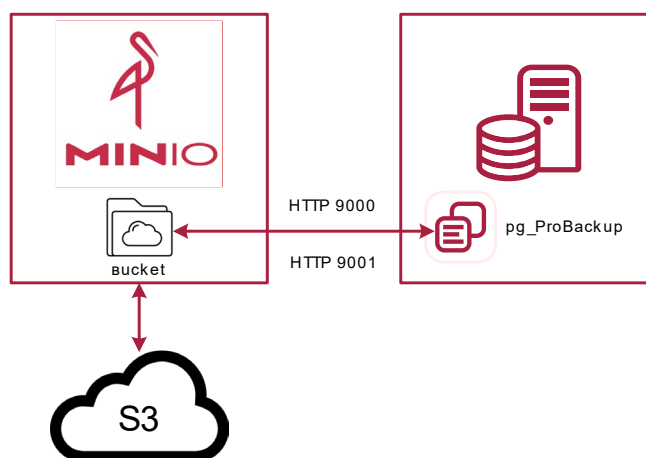 MINIO
HTTP 9000
pg_ProBackup
HTTP 9001
вucket
S3